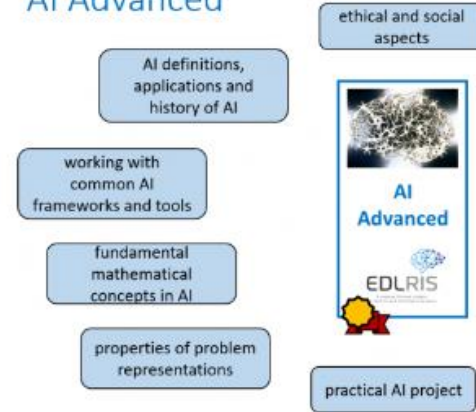 AI Advanced
ethical and social
aspects
AI definitions,
applications and
history of AI
working with
common AI
frameworks and tools
fundamental
mathematical
concepts in AI
properties of problem
representations
AI
Advanced
EDLRIS
practical AI project